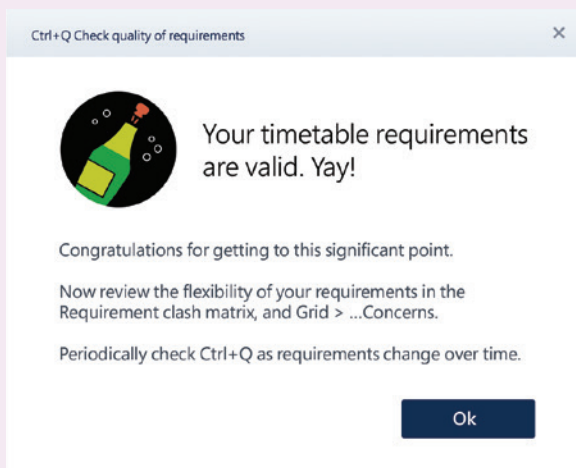 Ctrl+Q Check quality of requirements
Your timetable requirements
are valid. Yay!
Congratulations for getting to this significant point.
Now review the flexibility of your requirements in the
Requirement clash matrix, and Grid > ...Concerns.
Periodically check Ctrl+Q as requirements change over time.
Ok